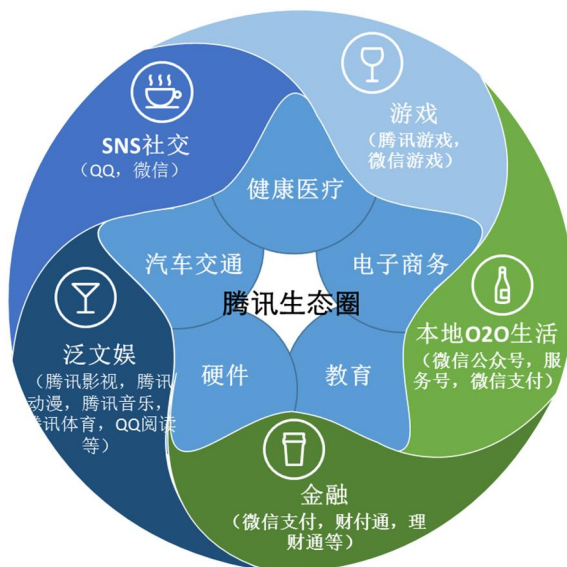 SNS社交
（QQ，微信）
游戏
（腾讯游戏，
微信游戏）
健康医疗
汽车交通
电子商务
腾讯生态圈
硬件
教育
本地O2O生活
（微信公众号，服
务号，微信支付）
泛文娱
（腾讯影视，腾讯
动漫，腾讯音乐，
腾讯体育，QQ阅读
等）
金融
（微信支付，财付通，理
财通等）